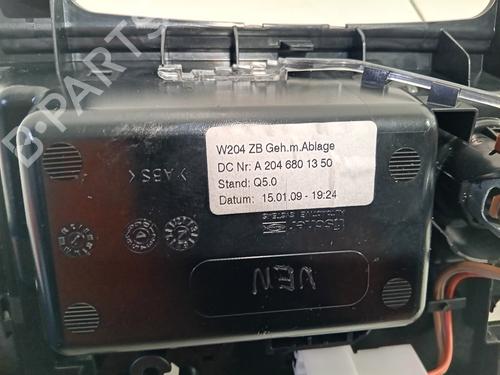 B-PARTS
W204 ZB Geh.m.Ablage
DC Nr: A 204 680 13 50
Stand: Q5.0
Datum: 15.01.09 - 19:24
>ABS<